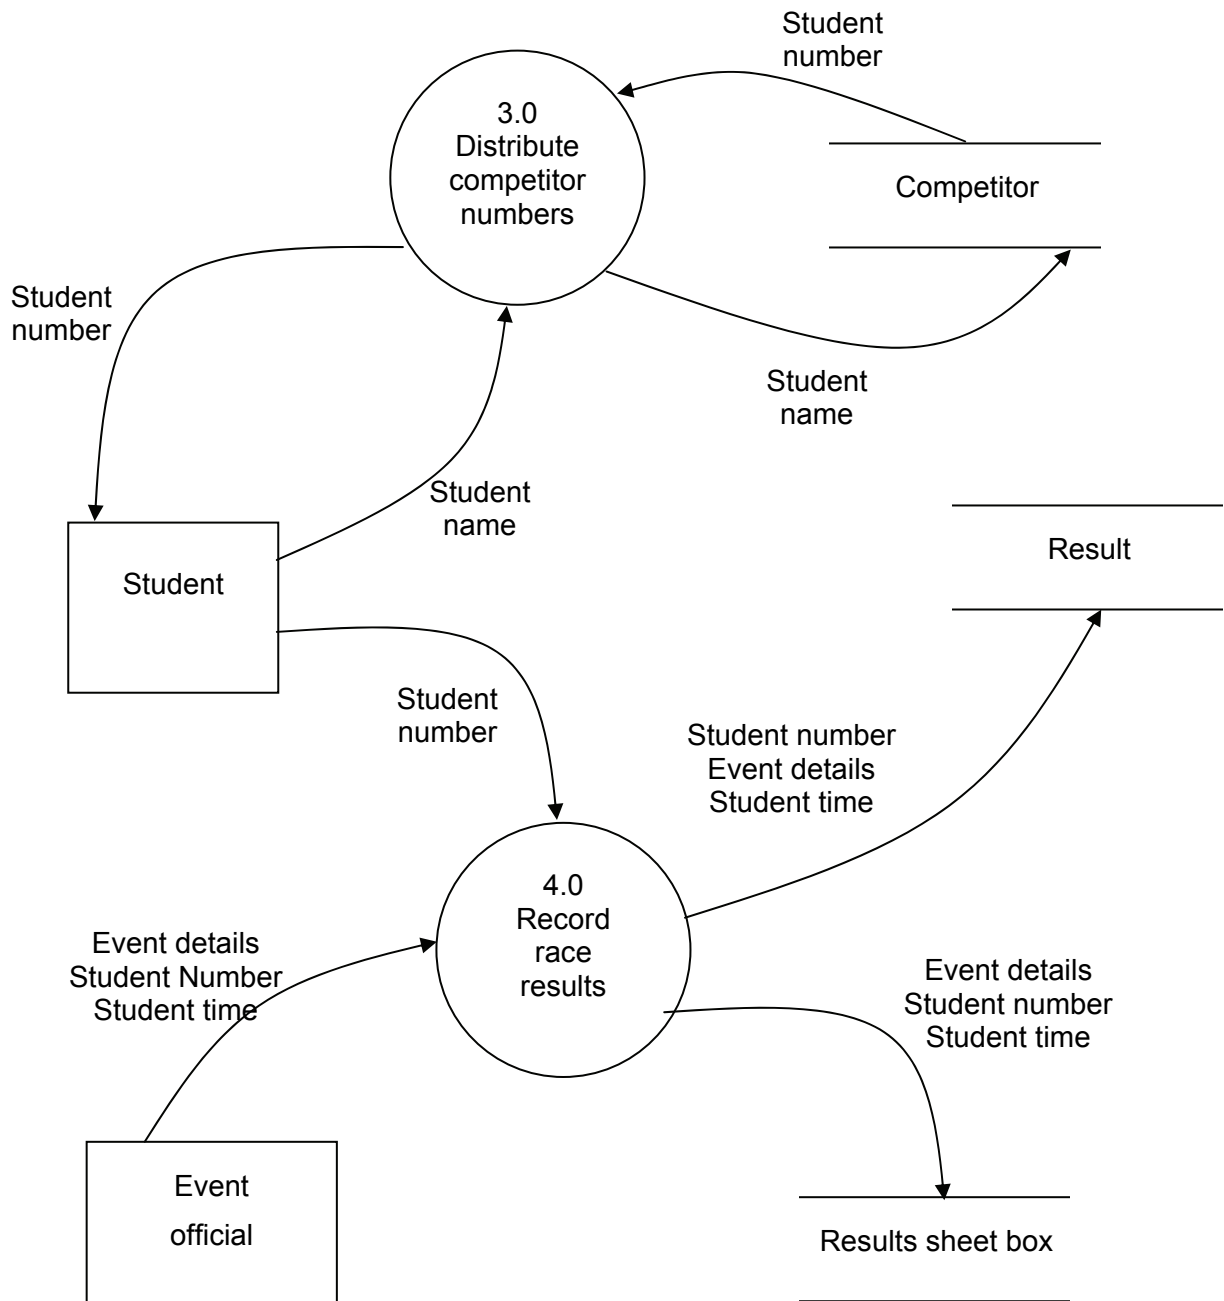 Student
number
3.0
Distribute
competitor
numbers
Competitor
Student
number
Student
name
Student
name
Student
Result
Student
number
Student number
Event details
Student time
4.0
Record
race
results
Event details
Student Number
Student time
Event details
Student number
Student time
Event
official
Results sheet box